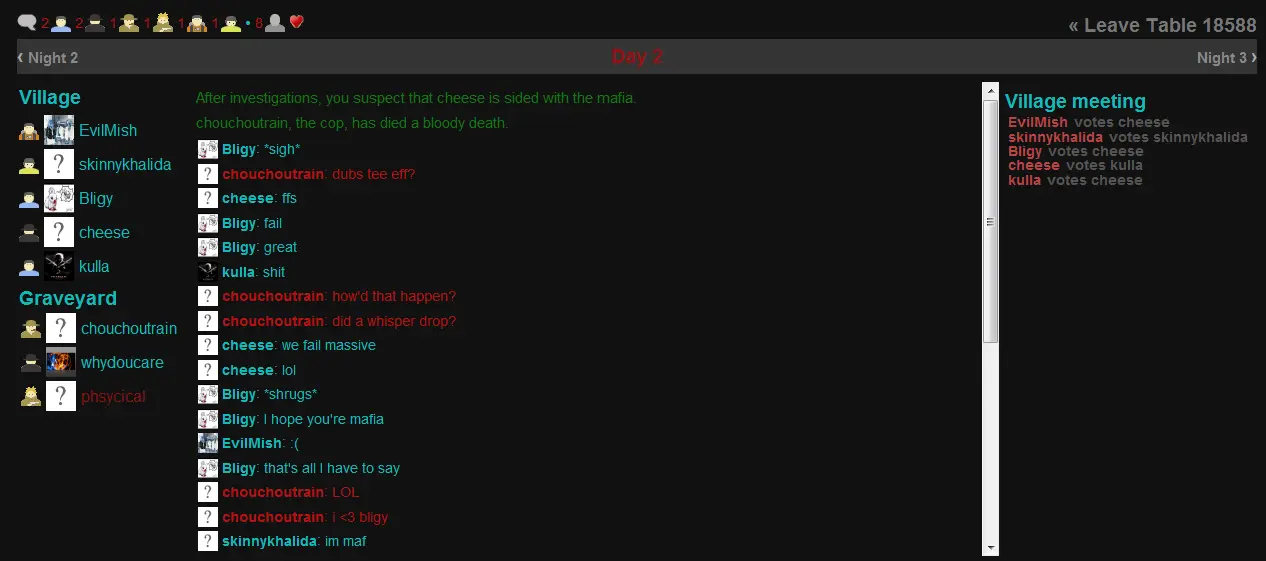 2 2 1 1 1 1 • 8
« Leave Table 18588
‹ Night 2
Day 2
Night 3 ›
Village
EvilMish
skinnykhalida
Bligy
cheese
kulla
Graveyard
chouchoutrain
whydoucare
phsycical
After investigations, you suspect that cheese is sided with the mafia.
chouchoutrain, the cop, has died a bloody death.
Bligy: *sigh*
chouchoutrain: dubs tee eff?
cheese: ffs
Bligy: fail
Bligy: great
kulla: shit
chouchoutrain: how'd that happen?
chouchoutrain: did a whisper drop?
cheese: we fail massive
cheese: lol
Bligy: *shrugs*
Bligy: I hope you're mafia
EvilMish: :(
Bligy: that's all I have to say
chouchoutrain: LOL
chouchoutrain: i <3 bligy
skinnykhalida: im maf
Village meeting
EvilMish votes cheese
skinnykhalida votes skinnykhalida
Bligy votes cheese
cheese votes kulla
kulla votes cheese